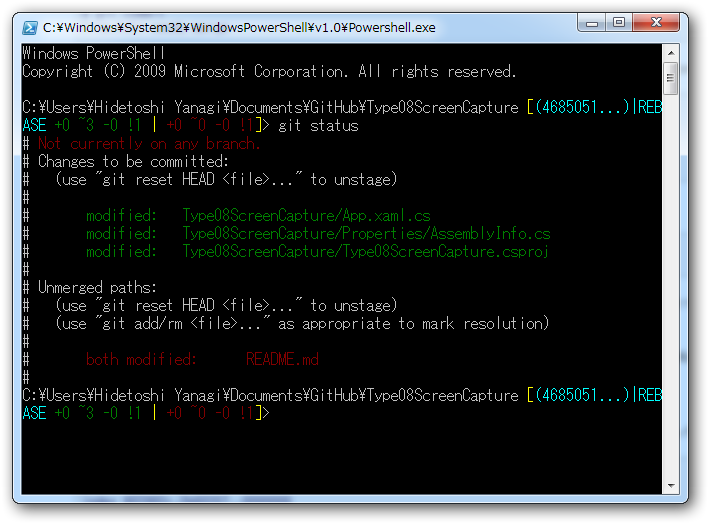 C:¥Windows¥System32¥WindowsPowerShell¥v1.0¥Powershell.exe
Windows PowerShell
Copyright (C) 2009 Microsoft Corporation. All rights reserved.
C:¥Users¥Hidetoshi Yanagi¥Documents¥GitHub¥Type08ScreenCapture [(4685051...)|REB
ASE +0 ~3 -0 !1 | +0 ~0 -0 !1]> git status
# Not currently on any branch.
# Changes to be committed:
#   (use "git reset HEAD <file>..." to unstage)
#
#       modified:   Type08ScreenCapture/App.xaml.cs
#       modified:   Type08ScreenCapture/Properties/AssemblyInfo.cs
#       modified:   Type08ScreenCapture/Type08ScreenCapture.csproj
#
# Unmerged paths:
#   (use "git reset HEAD <file>..." to unstage)
#   (use "git add/rm <file>..." as appropriate to mark resolution)
#
#       both modified:      README.md
#
C:¥Users¥Hidetoshi Yanagi¥Documents¥GitHub¥Type08ScreenCapture [(4685051...)|REB
ASE +0 ~3 -0 !1 | +0 ~0 -0 !1]>